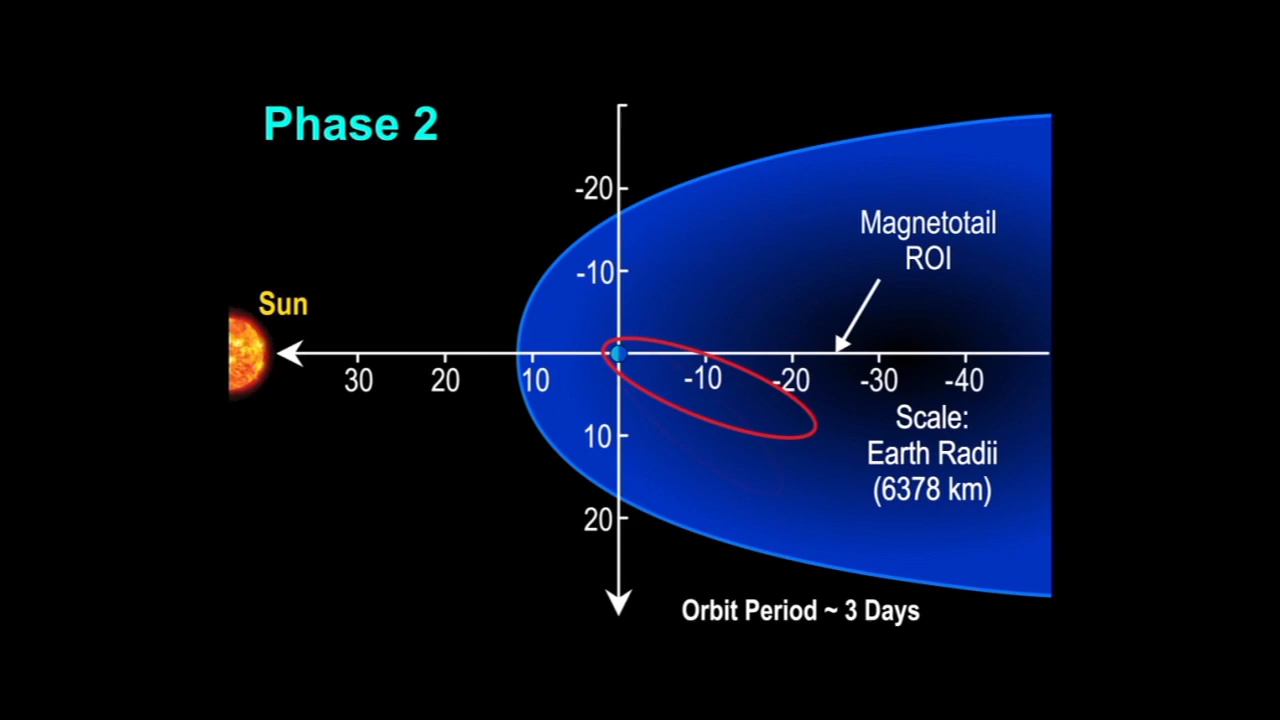 Phase 2
-20
Magnetotail
ROI
-10
Sun
30 20 10 -10 -20 -30 -40
Scale:
Earth Radii
(6378 km)
10
20
Orbit Period ~ 3 Days